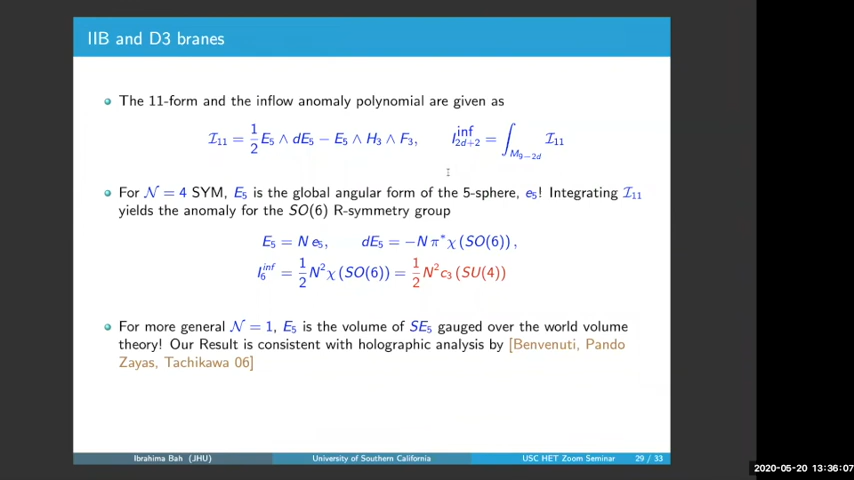 IIB and D3 branes
The 11-form and the inflow anomaly polynomial are given as
𝓘₁₁ = 1/2 E₅ ∧ dE₅ − E₅ ∧ H₃ ∧ F₃,   I^inf_{2d+2} = ∫_{M_{9−2d}} 𝓘₁₁
For 𝒩 = 4 SYM, E₅ is the global angular form of the 5-sphere, e₅! Integrating 𝓘₁₁
yields the anomaly for the SO(6) R-symmetry group
E₅ = N e₅,   dE₅ = −N π*χ(SO(6)),
I₆^inf = 1/2 N²χ(SO(6)) = 1/2 N²c₃(SU(4))
For more general 𝒩 = 1, E₅ is the volume of SE₅ gauged over the world volume
theory! Our Result is consistent with holographic analysis by [Benvenuti, Pando
Zayas, Tachikawa 06]
Ibrahima Bah (JHU) University of Southern California USC HET Zoom Seminar 29 / 33
2020-05-20 13:36:07